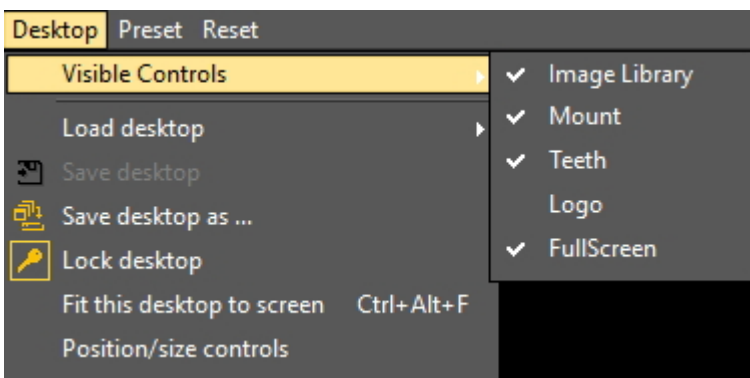 Desktop Preset Reset
Visible Controls
Load desktop
Save desktop
Save desktop as ...
Lock desktop
Fit this desktop to screen Ctrl+Alt+F
Position/size controls
Image Library
Mount
Teeth
Logo
FullScreen